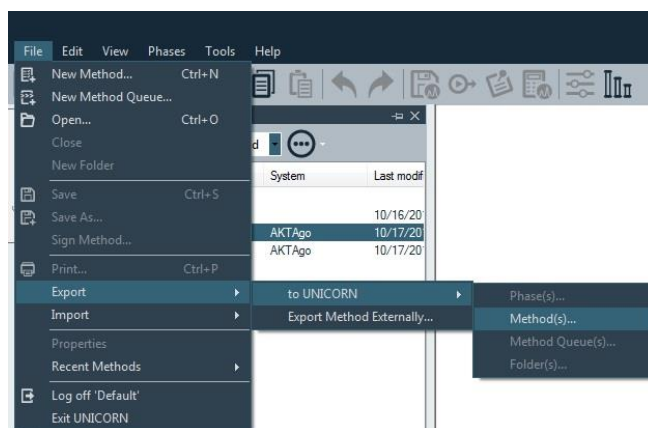 File Edit View Phases Tools Help
New Method... Ctrl+N
New Method Queue...
Open... Ctrl+O
Close
New Folder
Save Ctrl+S
Save As...
Sign Method...
Print... Ctrl+P
Export
Import
Properties
Recent Methods
Log off 'Default'
Exit UNICORN
System Last modif
10/16/20
AKTAgo 10/17/20
AKTAgo 10/17/20
to UNICORN
Export Method Externally...
Phase(s)...
Method(s)...
Method Queue(s)...
Folder(s)...